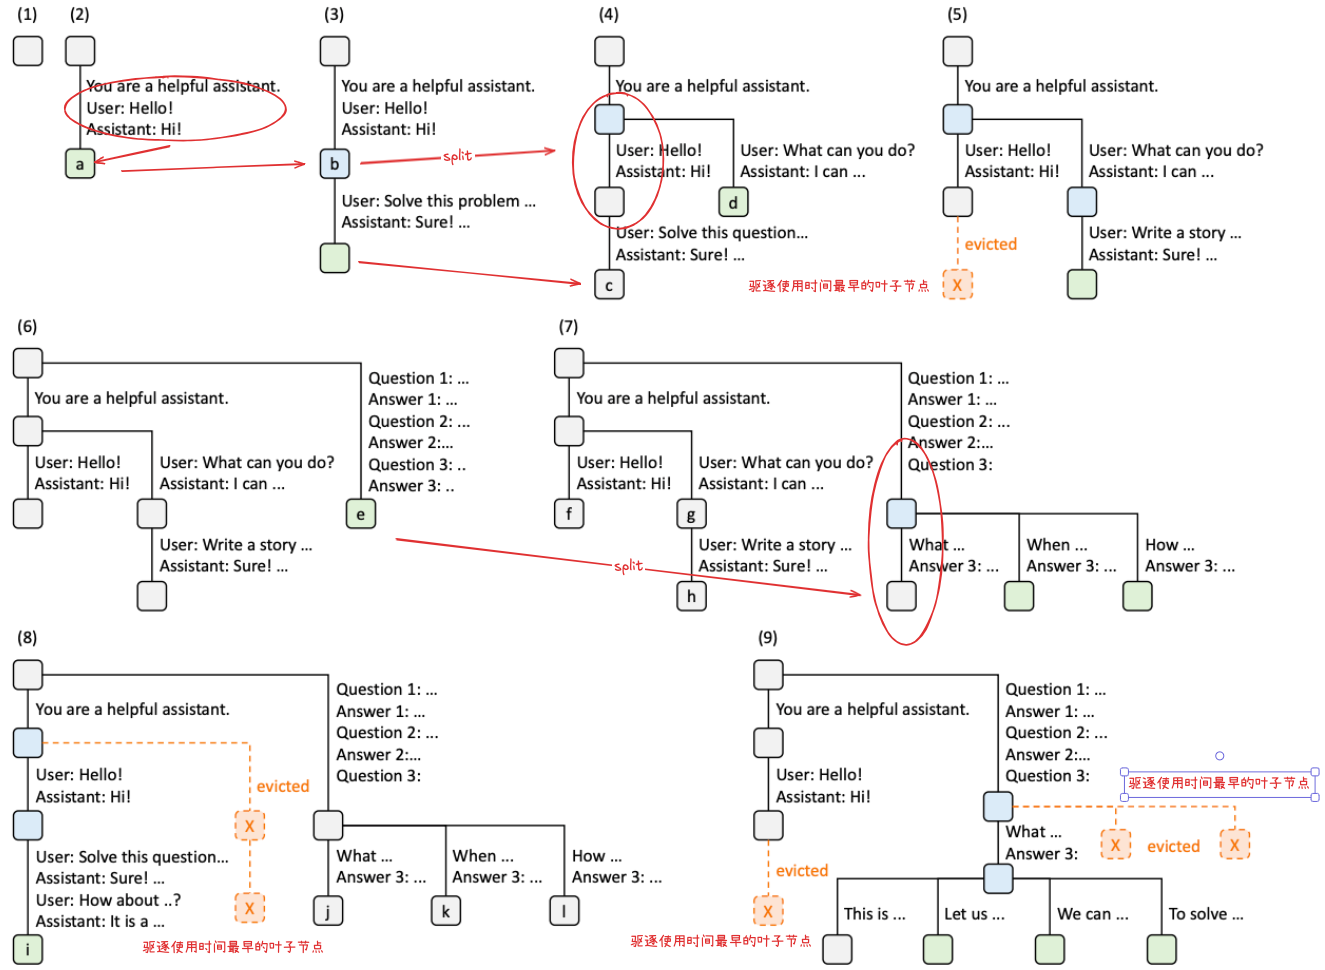 (1)
(2)
You are a helpful assistant.
User: Hello!
Assistant: Hi!
a
(3)
You are a helpful assistant.
User: Hello!
Assistant: Hi!
b
User: Solve this problem ...
Assistant: Sure! ...
split
(4)
You are a helpful assistant.
User: Hello!
Assistant: Hi!
User: What can you do?
Assistant: I can ...
d
User: Solve this question...
Assistant: Sure! ...
c
(5)
You are a helpful assistant.
User: Hello!
Assistant: Hi!
User: What can you do?
Assistant: I can ...
evicted
User: Write a story ...
Assistant: Sure! ...
驱逐使用时间最早的叶子节点
X
(6)
You are a helpful assistant.
User: Hello!
Assistant: Hi!
User: What can you do?
Assistant: I can ...
User: Write a story ...
Assistant: Sure! ...
Question 1: ...
Answer 1: ...
Question 2: ...
Answer 2:...
Question 3: ..
Answer 3: ..
e
split
(7)
You are a helpful assistant.
User: Hello!
Assistant: Hi!
f
User: What can you do?
Assistant: I can ...
g
User: Write a story ...
Assistant: Sure! ...
h
Question 1: ...
Answer 1: ...
Question 2: ...
Answer 2:...
Question 3:
What ...
Answer 3: ...
When ...
Answer 3: ...
How ...
Answer 3: ...
(8)
You are a helpful assistant.
User: Hello!
Assistant: Hi!
User: Solve this question...
Assistant: Sure! ...
User: How about ..?
Assistant: It is a ...
i
evicted
X
X
驱逐使用时间最早的叶子节点
Question 1: ...
Answer 1: ...
Question 2: ...
Answer 2:...
Question 3:
What ...
Answer 3: ...
j
When ...
Answer 3: ...
k
How ...
Answer 3: ...
l
(9)
You are a helpful assistant.
User: Hello!
Assistant: Hi!
evicted
X
驱逐使用时间最早的叶子节点
Question 1: ...
Answer 1: ...
Question 2: ...
Answer 2:...
Question 3:
驱逐使用时间最早的叶子节点
What ...
Answer 3:
X
evicted
X
This is ...
Let us ...
We can ...
To solve ...